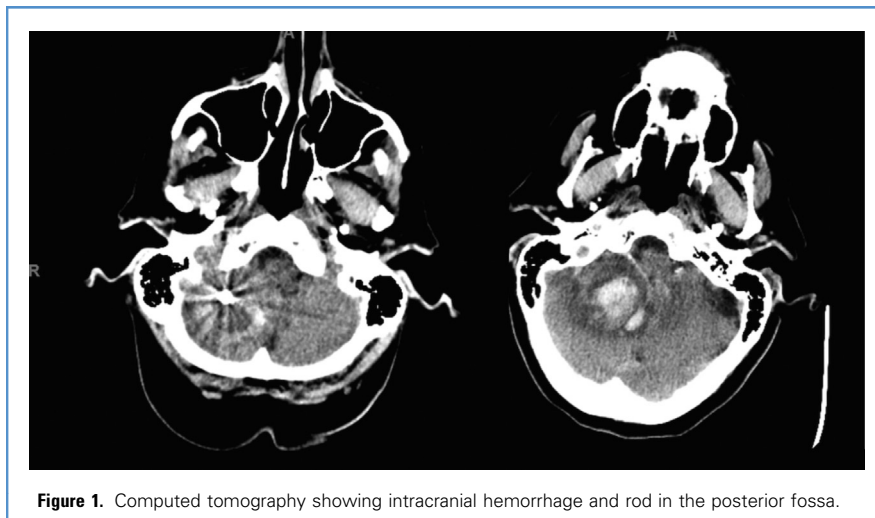 A
A
R
Figure 1. Computed tomography showing intracranial hemorrhage and rod in the posterior fossa.